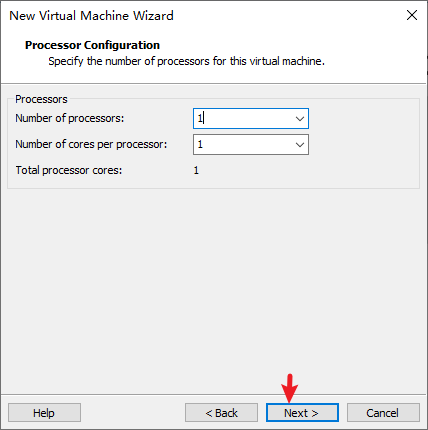 New Virtual Machine Wizard
Processor Configuration
Specify the number of processors for this virtual machine.
Processors
Number of processors: 1
Number of cores per processor: 1
Total processor cores: 1
Help < Back Next > Cancel